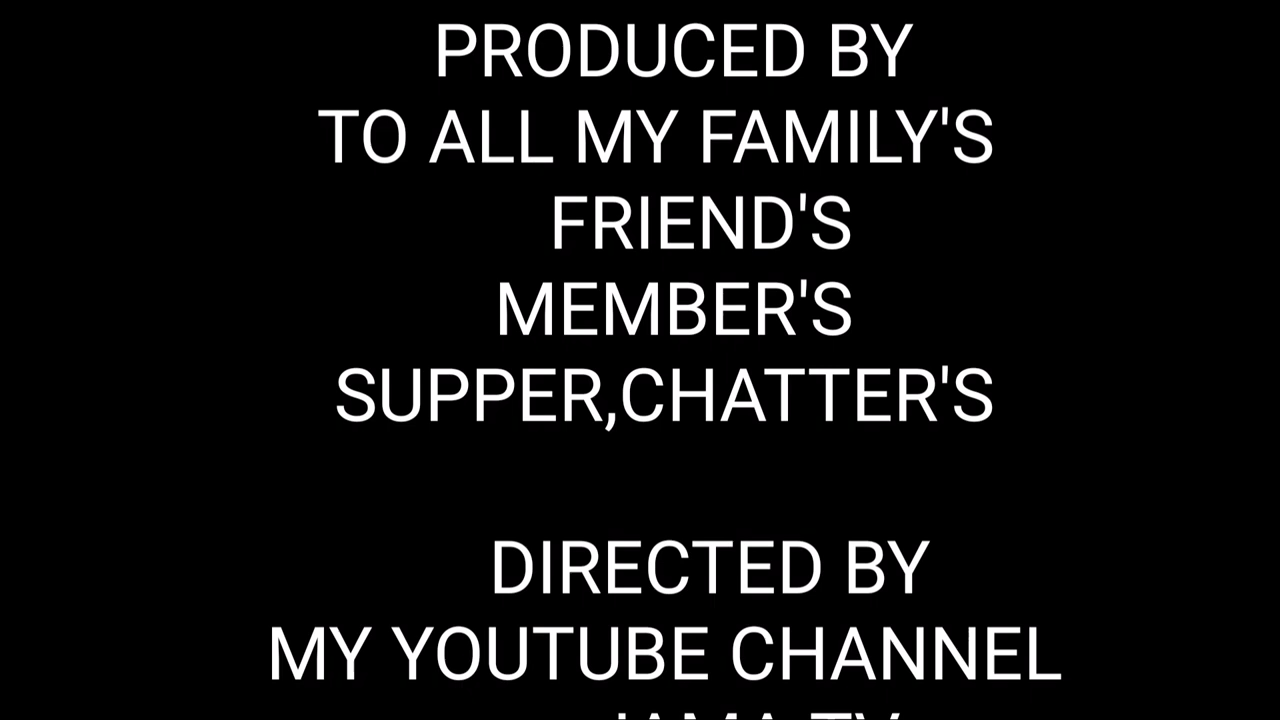 PRODUCED BY
TO ALL MY FAMILY'S
FRIEND'S
MEMBER'S
SUPPER,CHATTER'S
DIRECTED BY
MY YOUTUBE CHANNEL